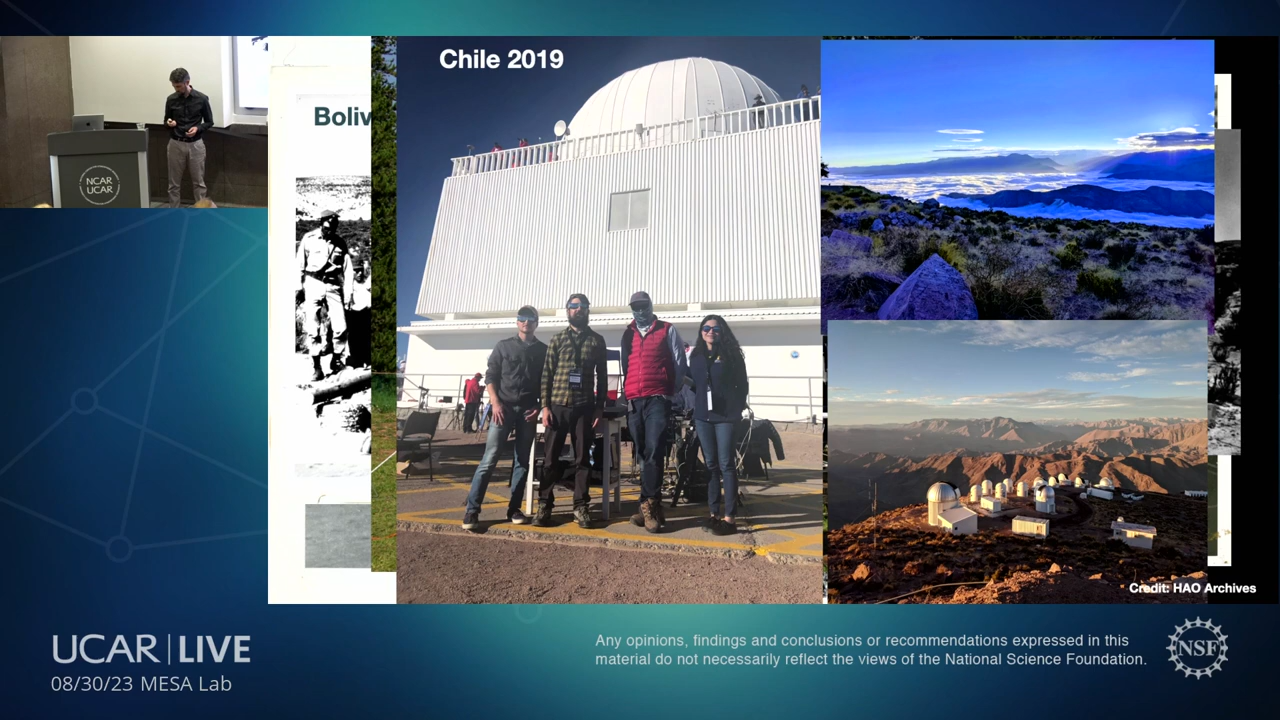 Chile 2019
Boliv
NCAR
UCAR
Credit: HAO Archives
UCAR | LIVE
08/30/23 MESA Lab
Any opinions, findings and conclusions or recommendations expressed in this
material do not necessarily reflect the views of the National Science Foundation.
NSF